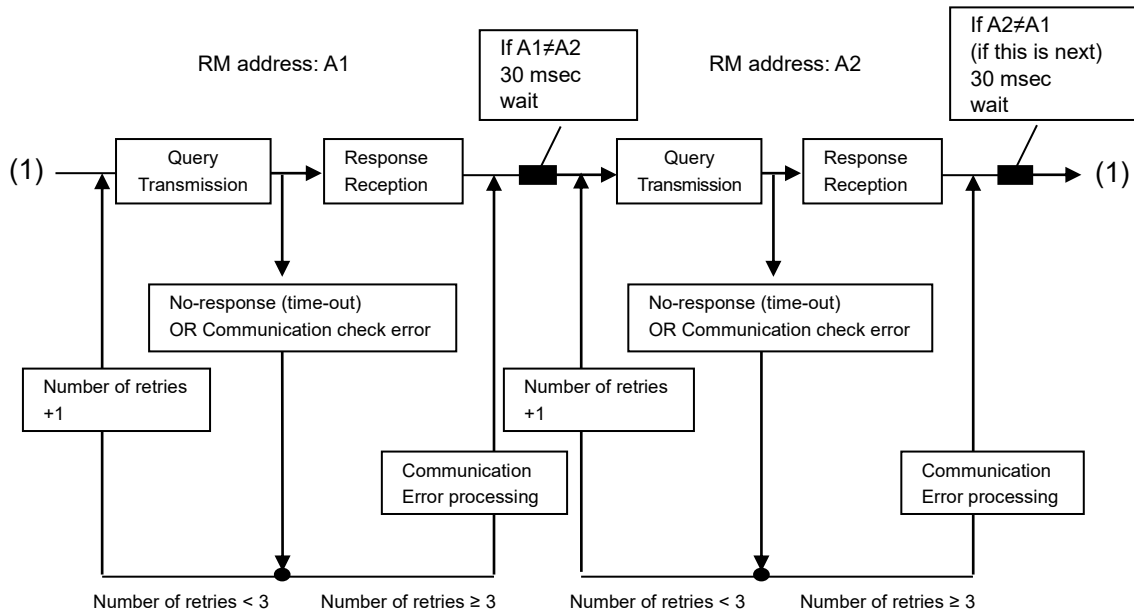 If A1≠A2
30 msec
wait
If A2≠A1
(if this is next)
30 msec
wait
RM address: A1
RM address: A2
(1)
Query
Transmission
Response
Reception
Query
Transmission
Response
Reception
(1)
No-response (time-out)
OR Communication check error
No-response (time-out)
OR Communication check error
Number of retries
+1
Number of retries
+1
Communication
Error processing
Communication
Error processing
Number of retries < 3
Number of retries ≥ 3
Number of retries < 3
Number of retries ≥ 3